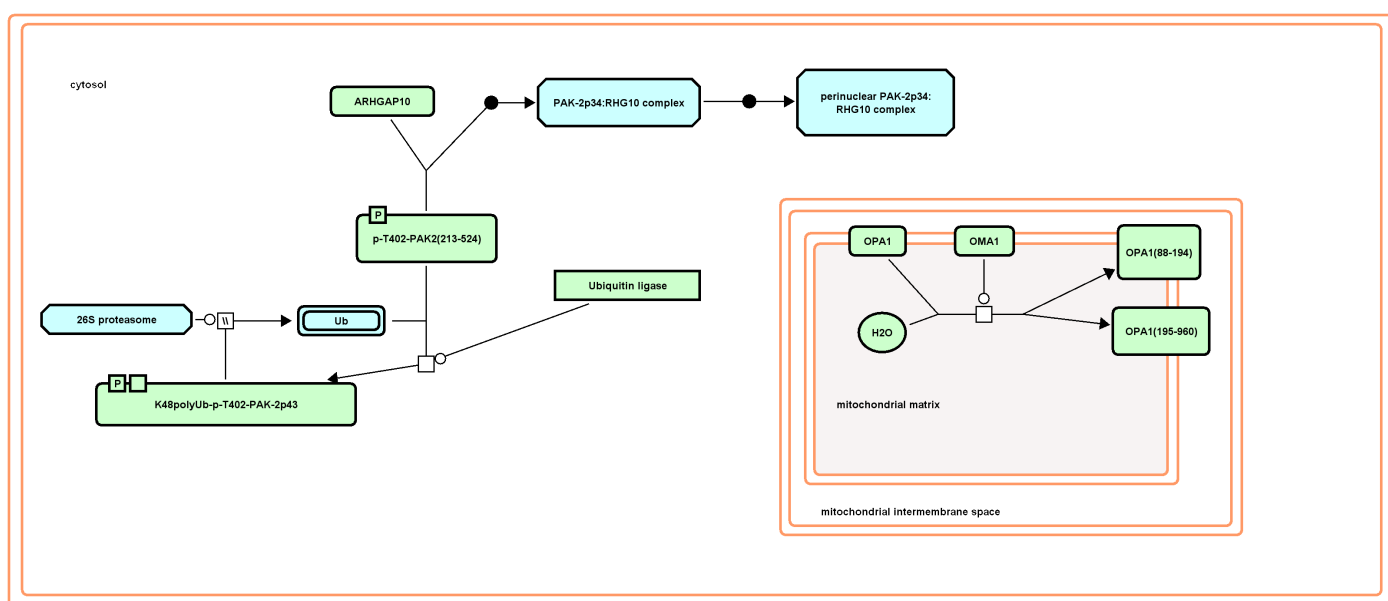 cytosol
ARHGAP10
PAK-2p34:RHG10 complex
perinuclear PAK-2p34:
RHG10 complex
P
p-T402-PAK2(213-524)
OPA1
OMA1
OPA1(88-194)
Ubiquitin ligase
26S proteasome
\\
Ub
H2O
OPA1(195-960)
P
K48polyUb-p-T402-PAK-2p43
mitochondrial matrix
mitochondrial intermembrane space